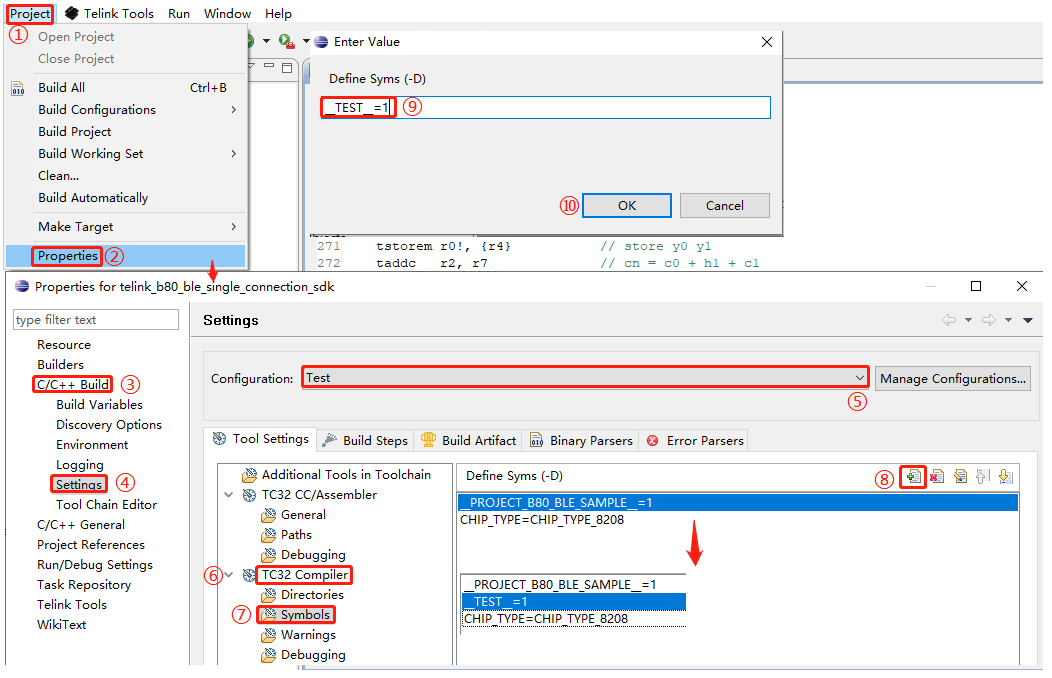 Project Telink Tools Run Window Help
①
Open Project
Close Project
Build All Ctrl+B
Build Configurations
Build Project
Build Working Set
Clean...
Build Automatically
Make Target
Properties ②
Enter Value
Define Syms (-D)
__TEST__=1 ⑨
⑩ OK Cancel
271 tstorem r0!, {r4} // store y0 y1
272 taddc r2, r7 // cn = c0 + h1 + c1
Properties for telink_b80_ble_single_connection_sdk
type filter text
Resource
Builders
C/C++ Build ③
Build Variables
Discovery Options
Environment
Logging
Settings ④
Tool Chain Editor
C/C++ General
Project References
Run/Debug Settings
Task Repository
Telink Tools
WikiText
Settings
Configuration: Test Manage Configurations...
⑤
Tool Settings Build Steps Build Artifact Binary Parsers Error Parsers
Additional Tools in Toolchain
TC32 CC/Assembler
General
Paths
Debugging
⑥ TC32 Compiler
Directories
⑦ Symbols
Warnings
Debugging
Define Syms (-D) ⑧
__PROJECT_B80_BLE_SAMPLE__=1
CHIP_TYPE=CHIP_TYPE_8208
__PROJECT_B80_BLE_SAMPLE__=1
__TEST__=1
CHIP_TYPE=CHIP_TYPE_8208